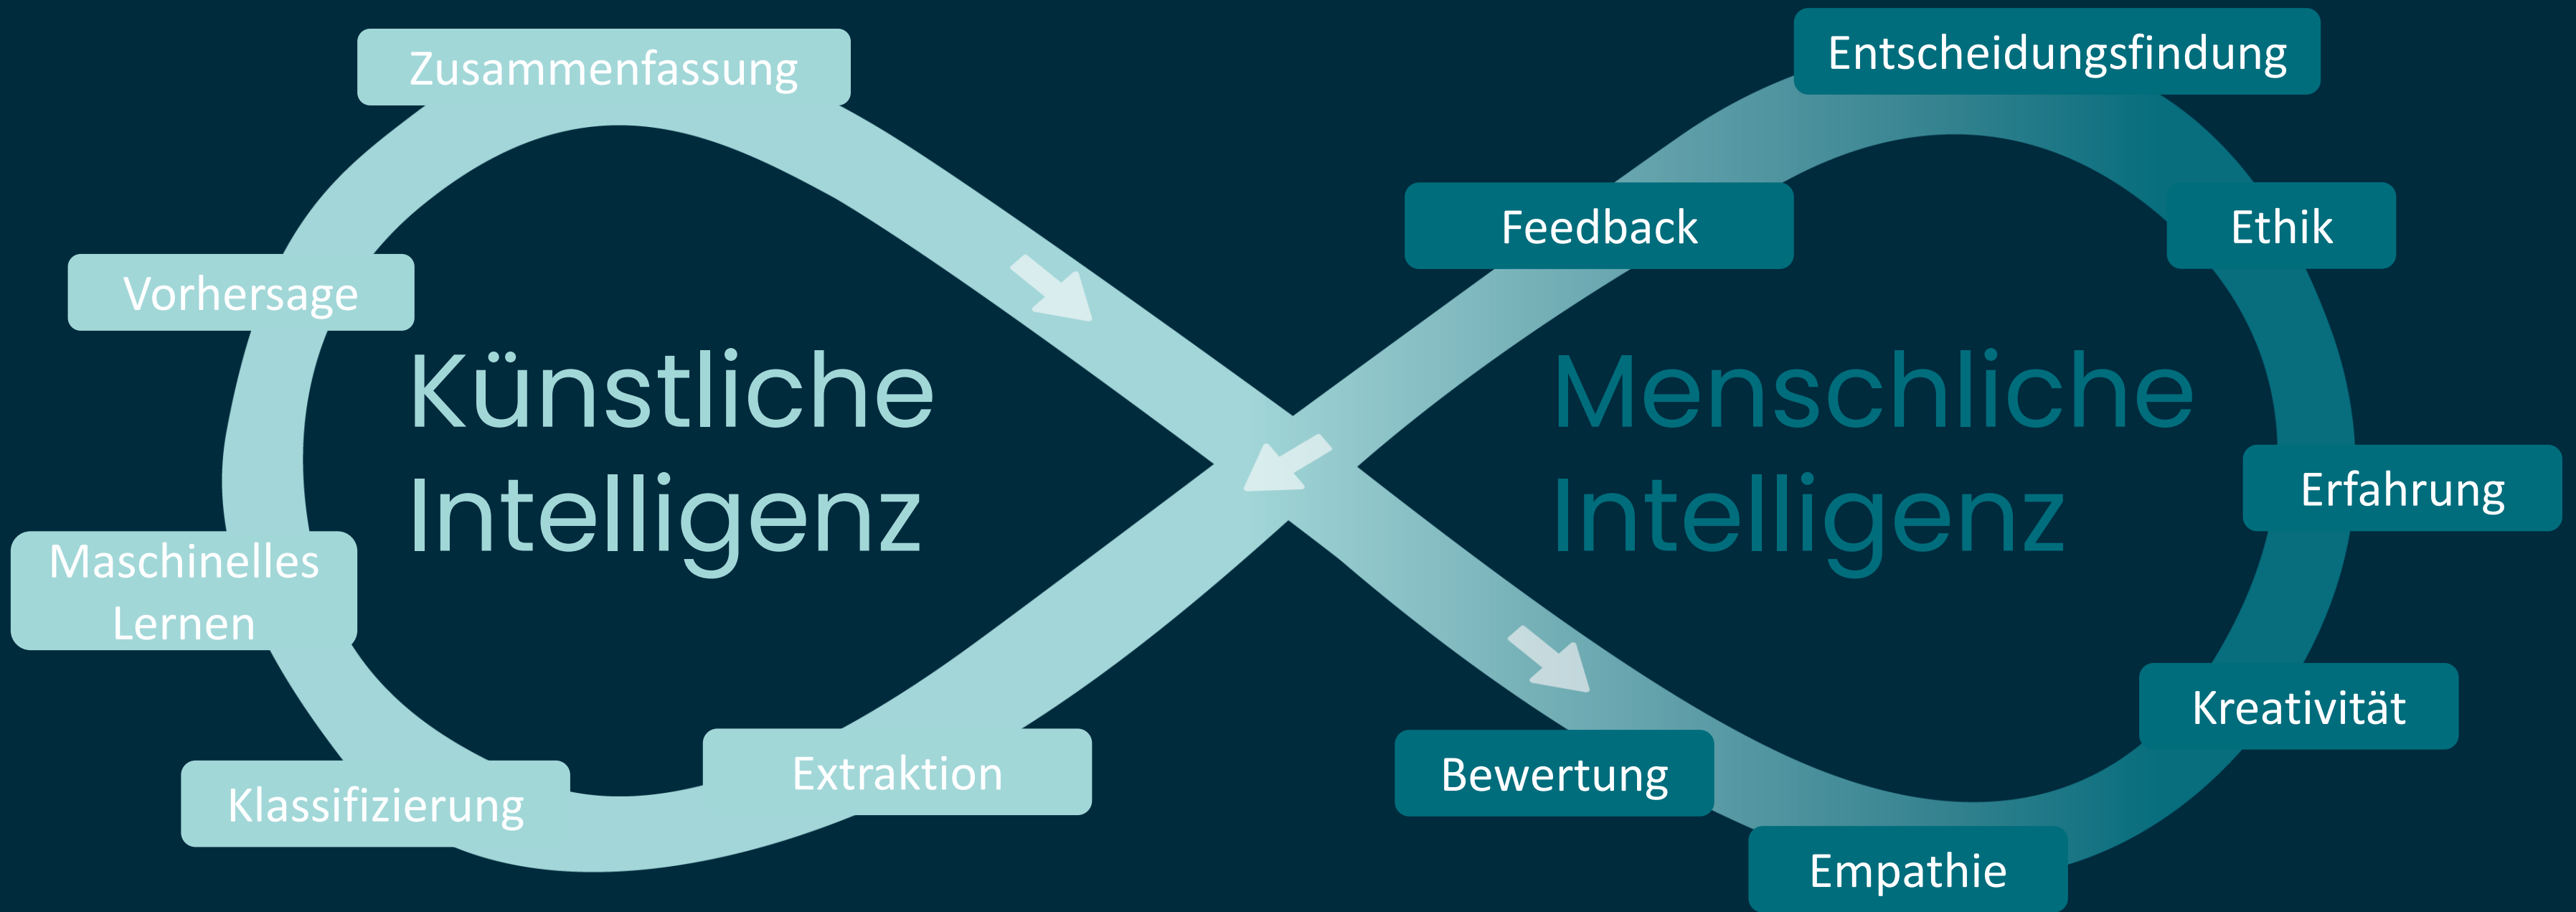 Zusammenfassung
Vorhersage
Künstliche
Intelligenz
Maschinelles
Lernen
Klassifizierung
Extraktion
Entscheidungsfindung
Feedback
Ethik
Menschliche
Intelligenz
Erfahrung
Kreativität
Bewertung
Empathie